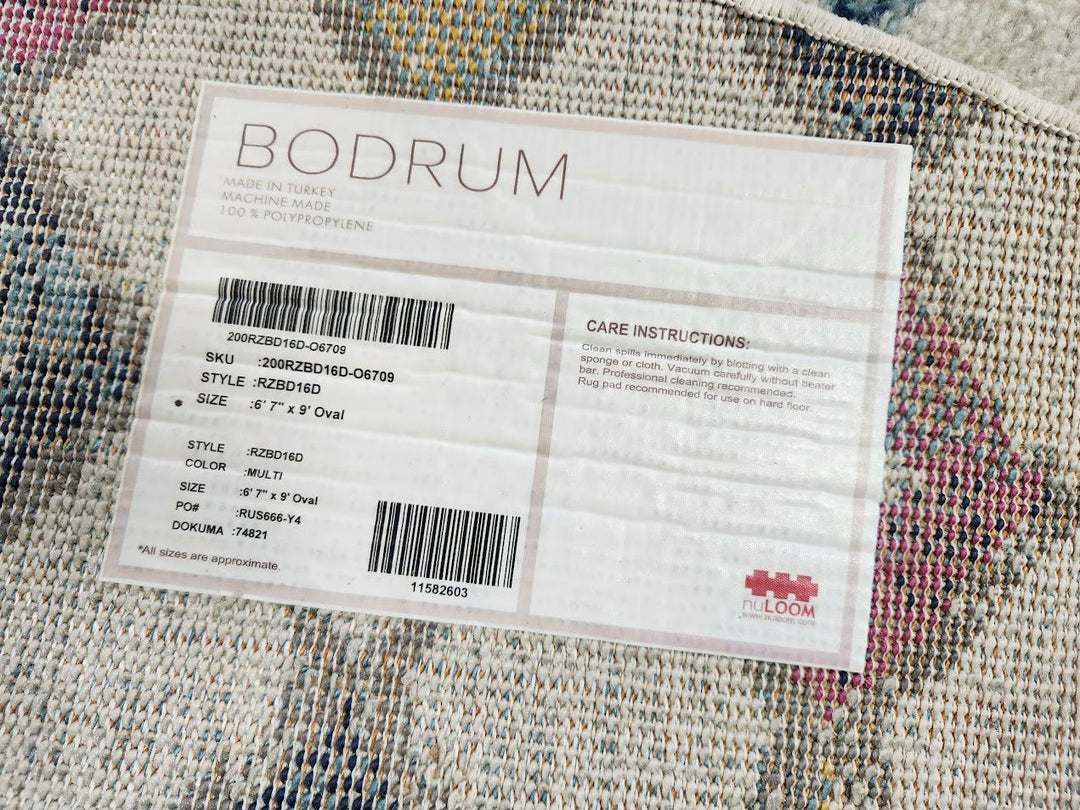 BODRUM
MADE IN TURKEY
MACHINE MADE
100 % POLYPROPYLENE
200RZBD16D-O6709
SKU :200RZBD16D-O6709
STYLE :RZBD16D
SIZE :6' 7" x 9' Oval
STYLE :RZBD16D
COLOR :MULTI
SIZE :6' 7" x 9' Oval
PO# :RUS666-Y4
DOKUMA :74821
*All sizes are approximate.
11582603
CARE INSTRUCTIONS:
Clean spills immediately by blotting with a clean
sponge or cloth. Vacuum carefully without beater
bar. Professional cleaning recommended.
Rug pad recommended for use on hard floor.
nuLOOM
www.nuloom.com